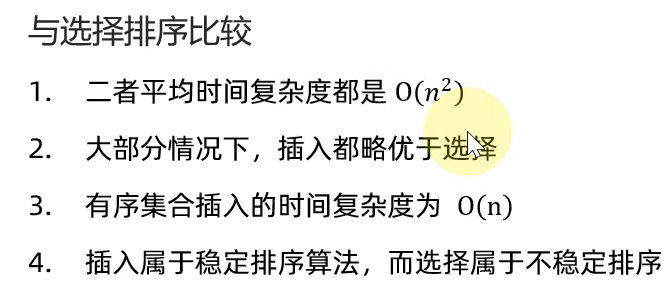 与选择排序比较
1. 二者平均时间复杂度都是 O(n²)
2. 大部分情况下，插入都略优于选择
3. 有序集合插入的时间复杂度为 O(n)
4. 插入属于稳定排序算法，而选择属于不稳定排序